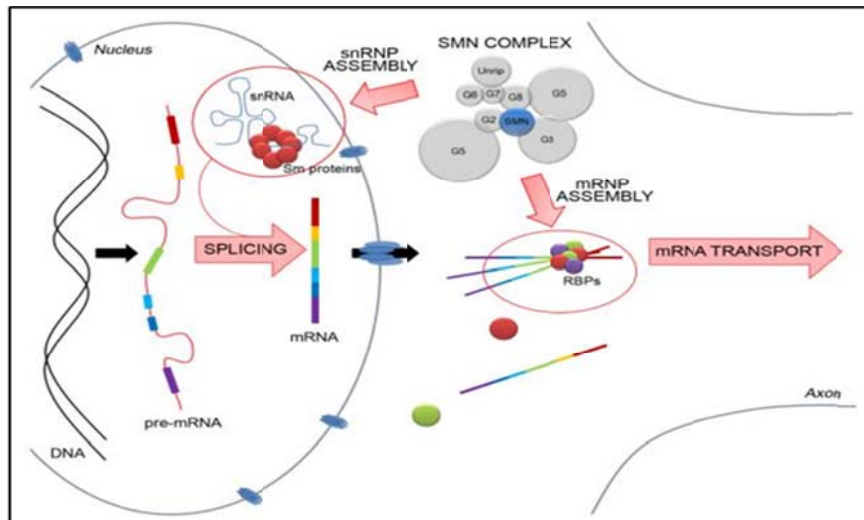 Nucleus
snRNP
ASSEMBLY
SMN COMPLEX
snRNA
Sm proteins
Unrip
G6
G7
G8
G5
G2
SMN
G3
G5
mRNP
ASSEMBLY
SPLICING
mRNA
RBPs
mRNA TRANSPORT
pre-mRNA
DNA
Axon